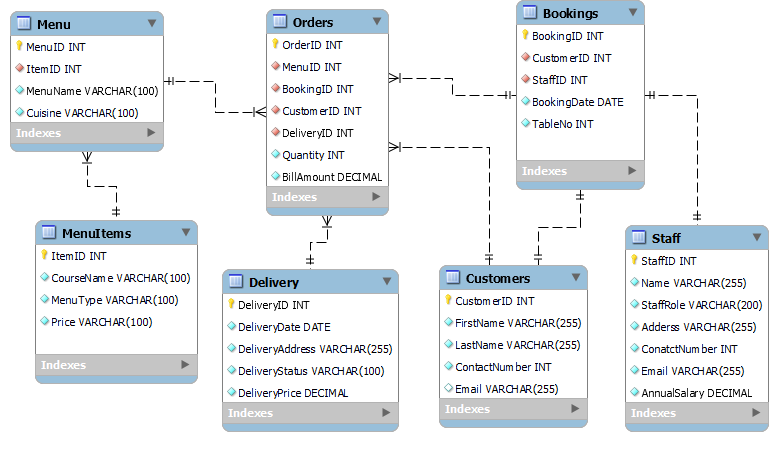 Menu
MenuID INT
ItemID INT
MenuName VARCHAR(100)
Cuisine VARCHAR(100)
Indexes
Orders
OrderID INT
MenuID INT
BookingID INT
CustomerID INT
DeliveryID INT
Quantity INT
BillAmount DECIMAL
Indexes
Bookings
BookingID INT
CustomerID INT
StaffID INT
BookingDate DATE
TableNo INT
Indexes
MenuItems
ItemID INT
CourseName VARCHAR(100)
MenuType VARCHAR(100)
Price VARCHAR(100)
Indexes
Delivery
DeliveryID INT
DeliveryDate DATE
DeliveryAddress VARCHAR(255)
DeliveryStatus VARCHAR(100)
DeliveryPrice DECIMAL
Indexes
Customers
CustomerID INT
FirstName VARCHAR(255)
LastName VARCHAR(255)
ContactNumber INT
Email VARCHAR(255)
Indexes
Staff
StaffID INT
Name VARCHAR(255)
StaffRole VARCHAR(200)
Adderss VARCHAR(255)
ConatctNumber INT
Email VARCHAR(255)
AnnualSalary DECIMAL
Indexes